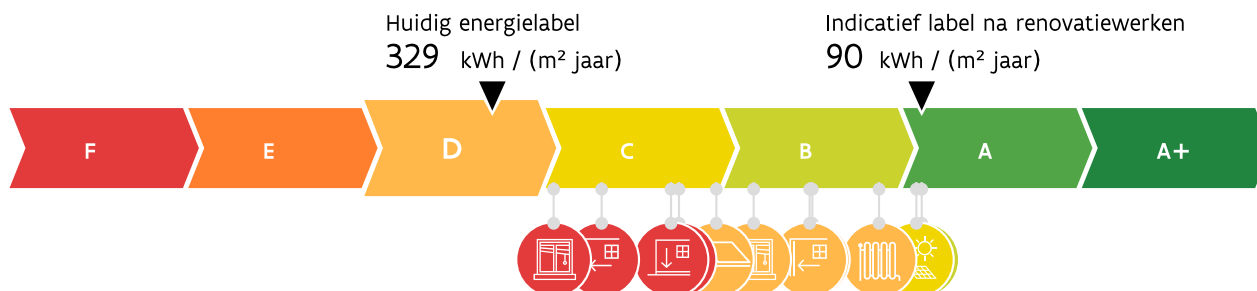 Huidig energielabel
329 kWh / (m² jaar)
Indicatief label na renovatiewerken
90 kWh / (m² jaar)
F E D C B A A+